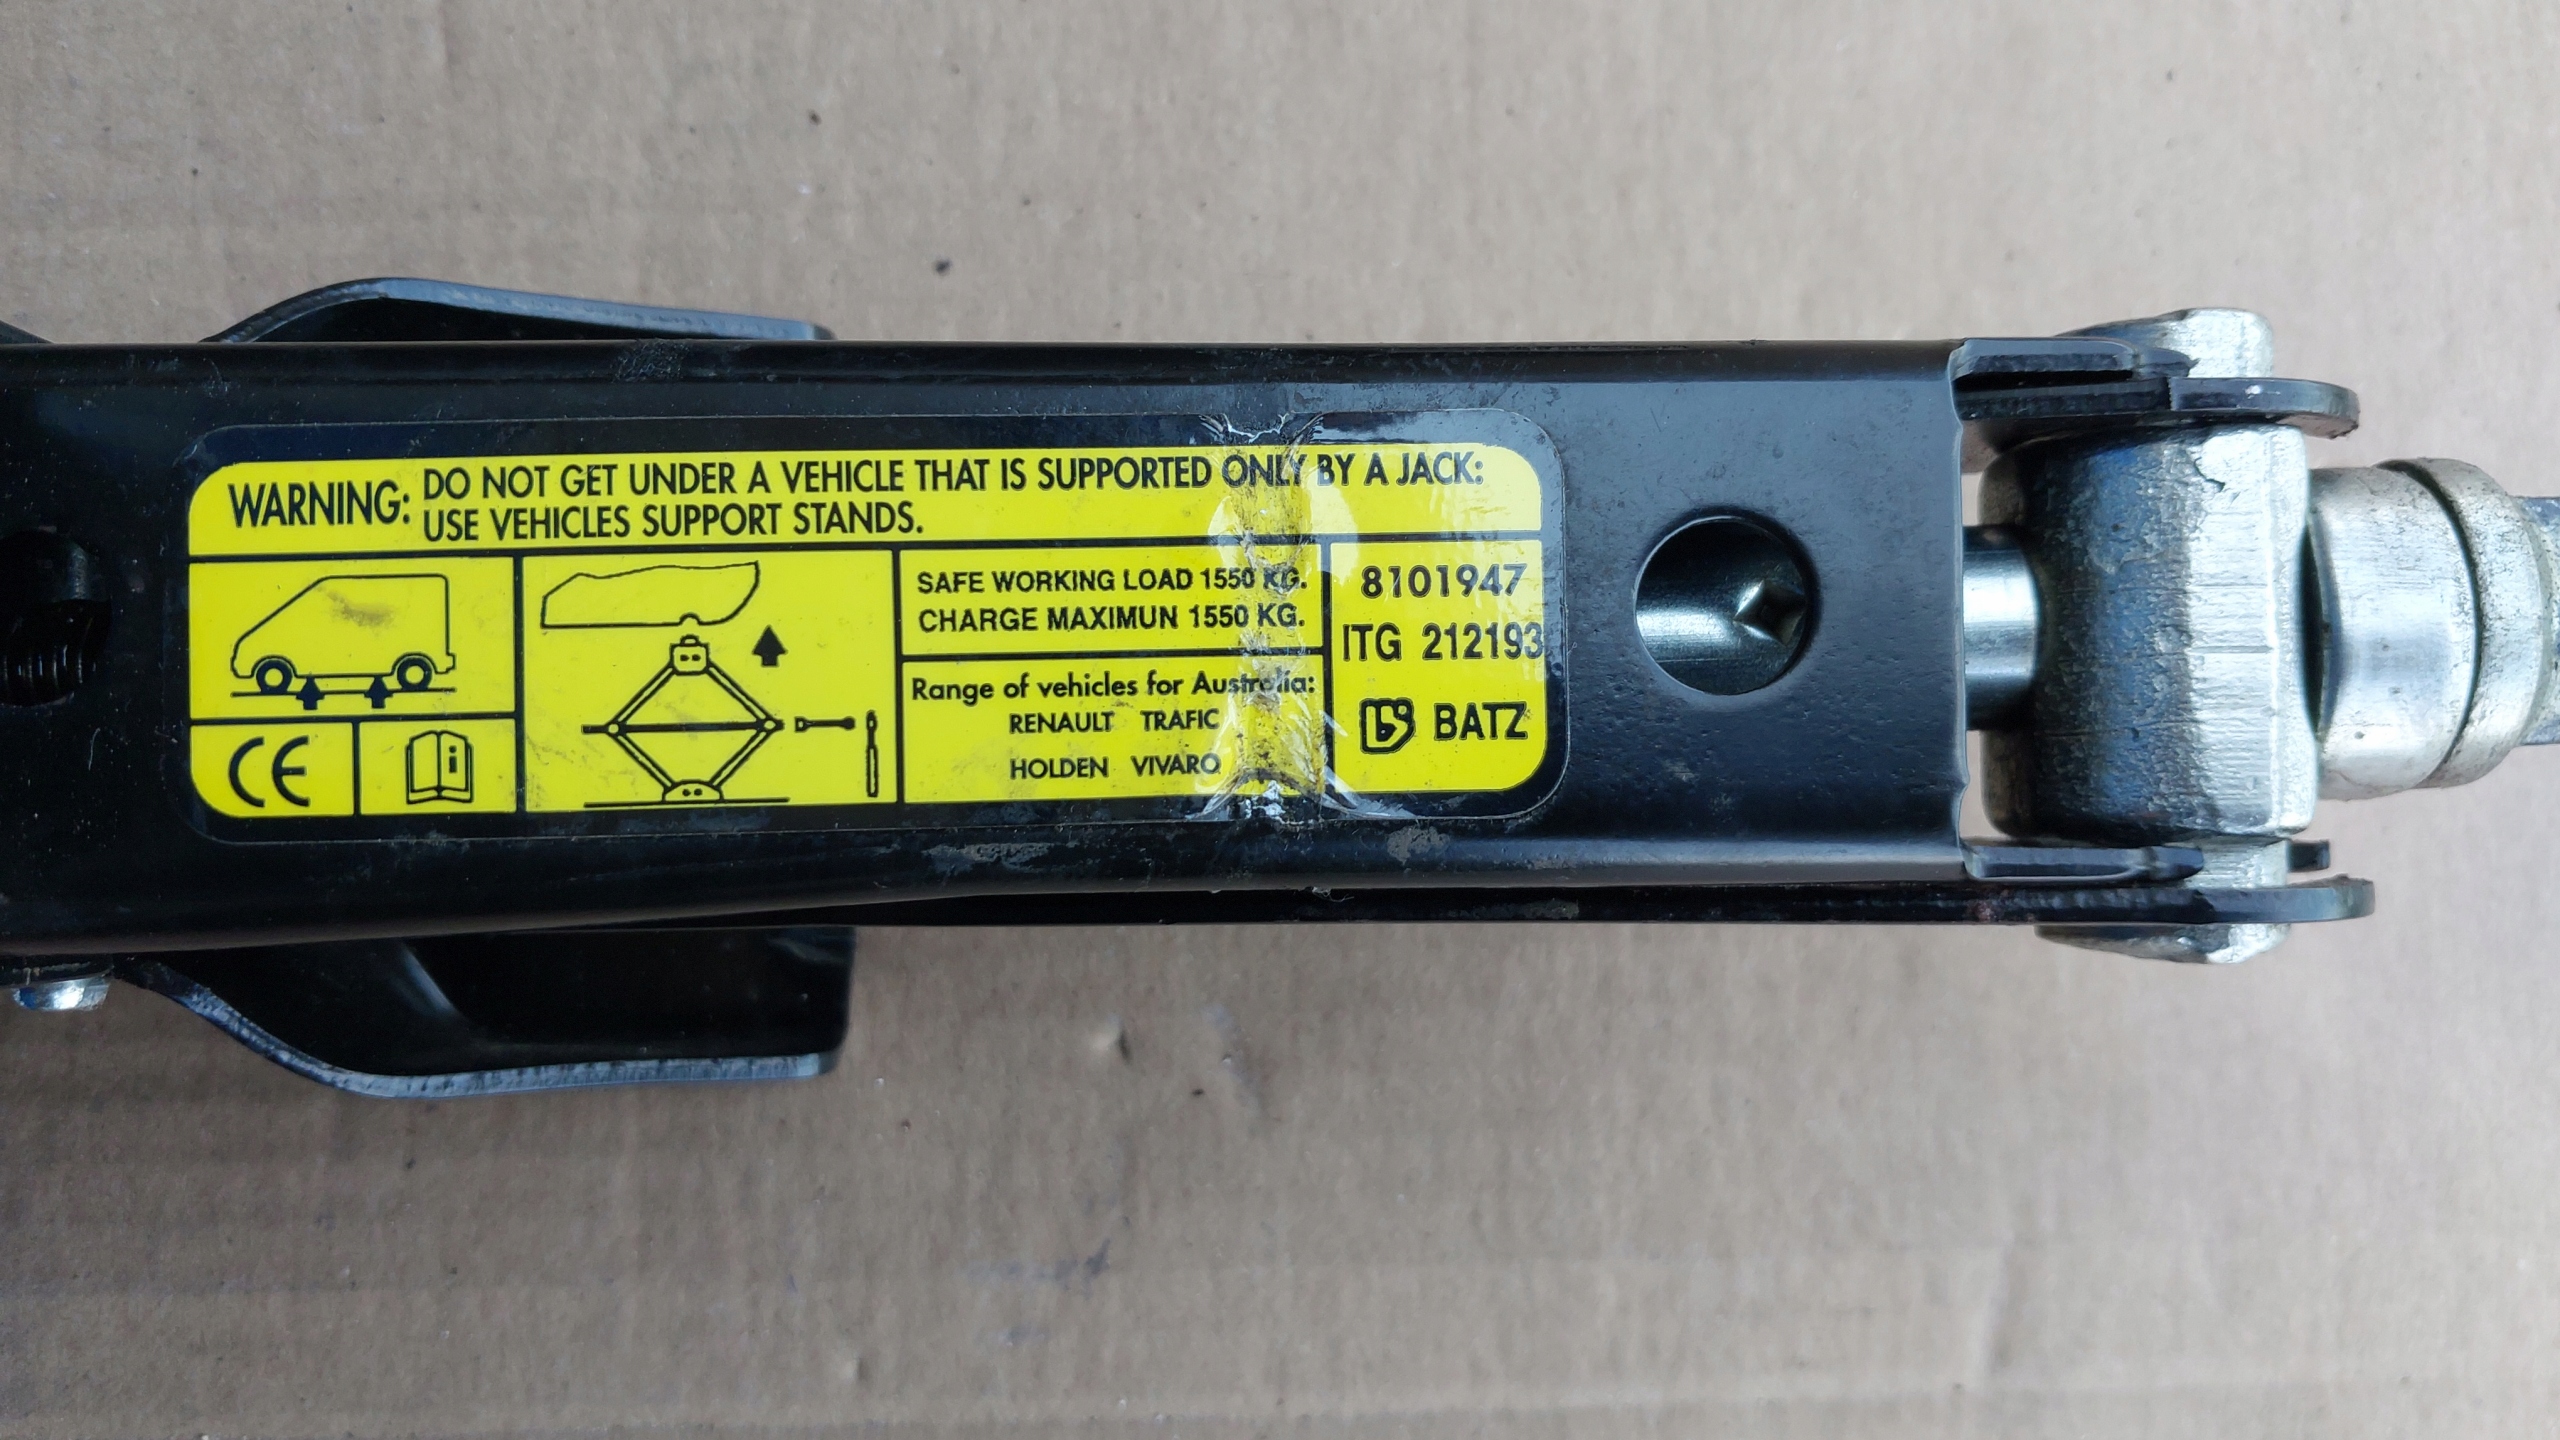 WARNING: DO NOT GET UNDER A VEHICLE THAT IS SUPPORTED ONLY BY A JACK:
USE VEHICLES SUPPORT STANDS.
SAFE WORKING LOAD 1550 KG.
CHARGE MAXIMUN 1550 KG.
Range of vehicles for Australia:
RENAULT TRAFIC
HOLDEN VIVARO
8101947
ITG 212193
BATZ
CE
i